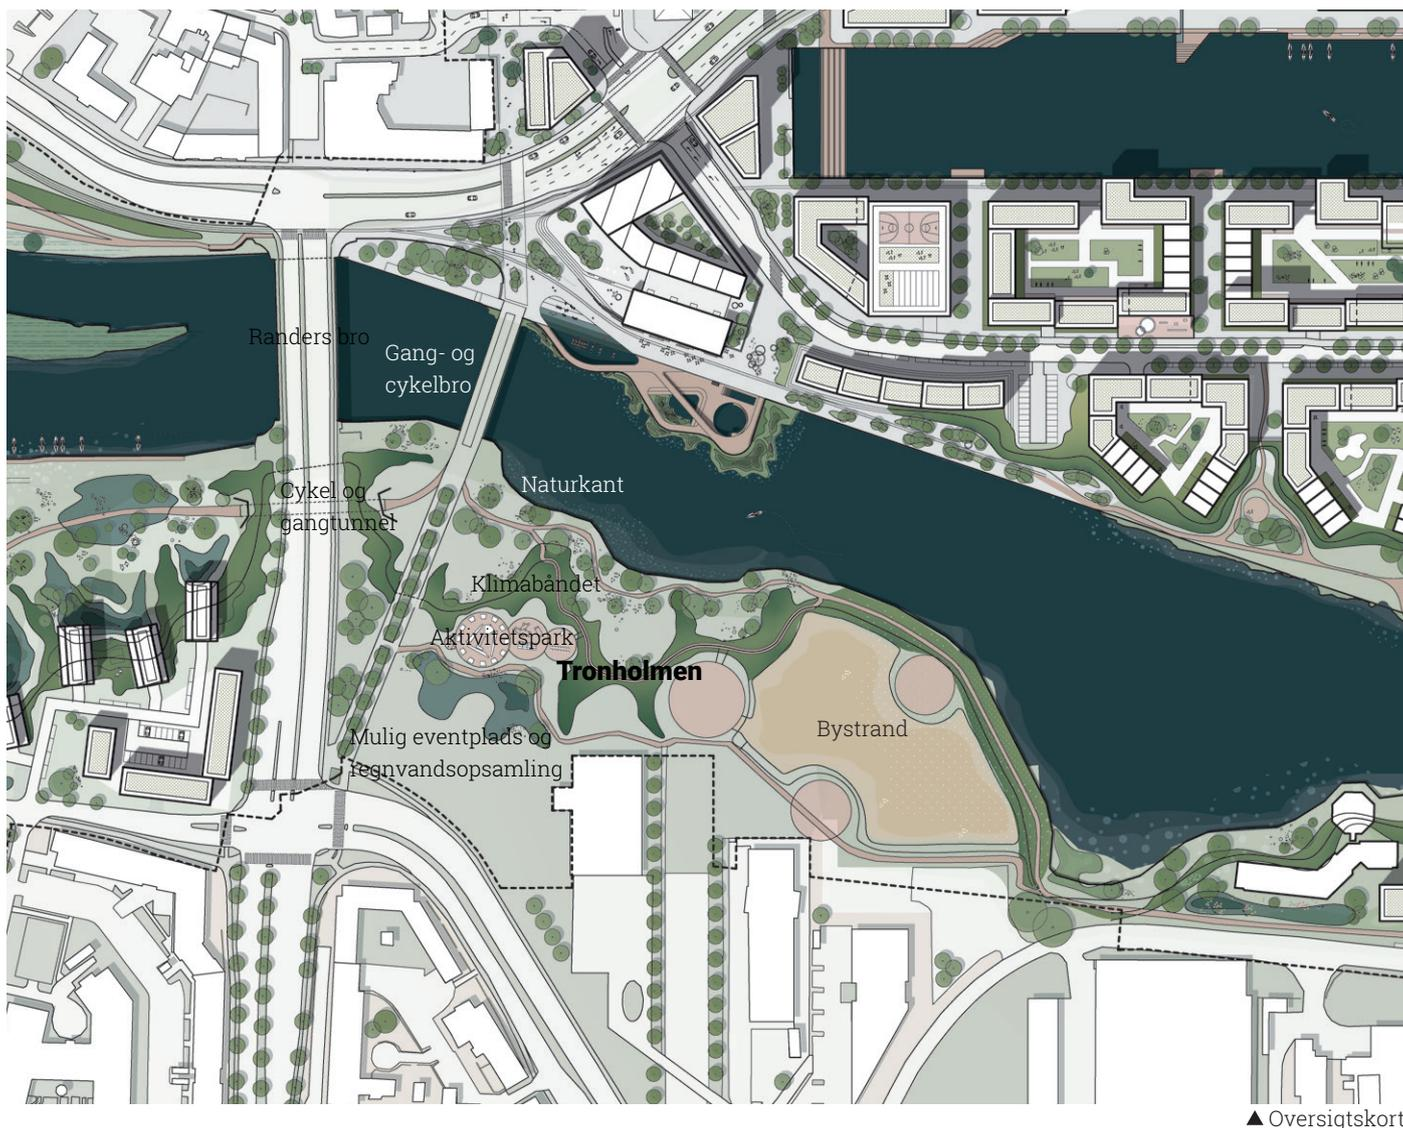 Randers bro
Gang- og
cykelbro
Naturkant
Cykel og
gangtunnel
Klimabåndet
Aktivitetspark
Tronholmen
Bystrand
Mulig eventplads og
regnvandsopsamling
▲ Oversigtskort